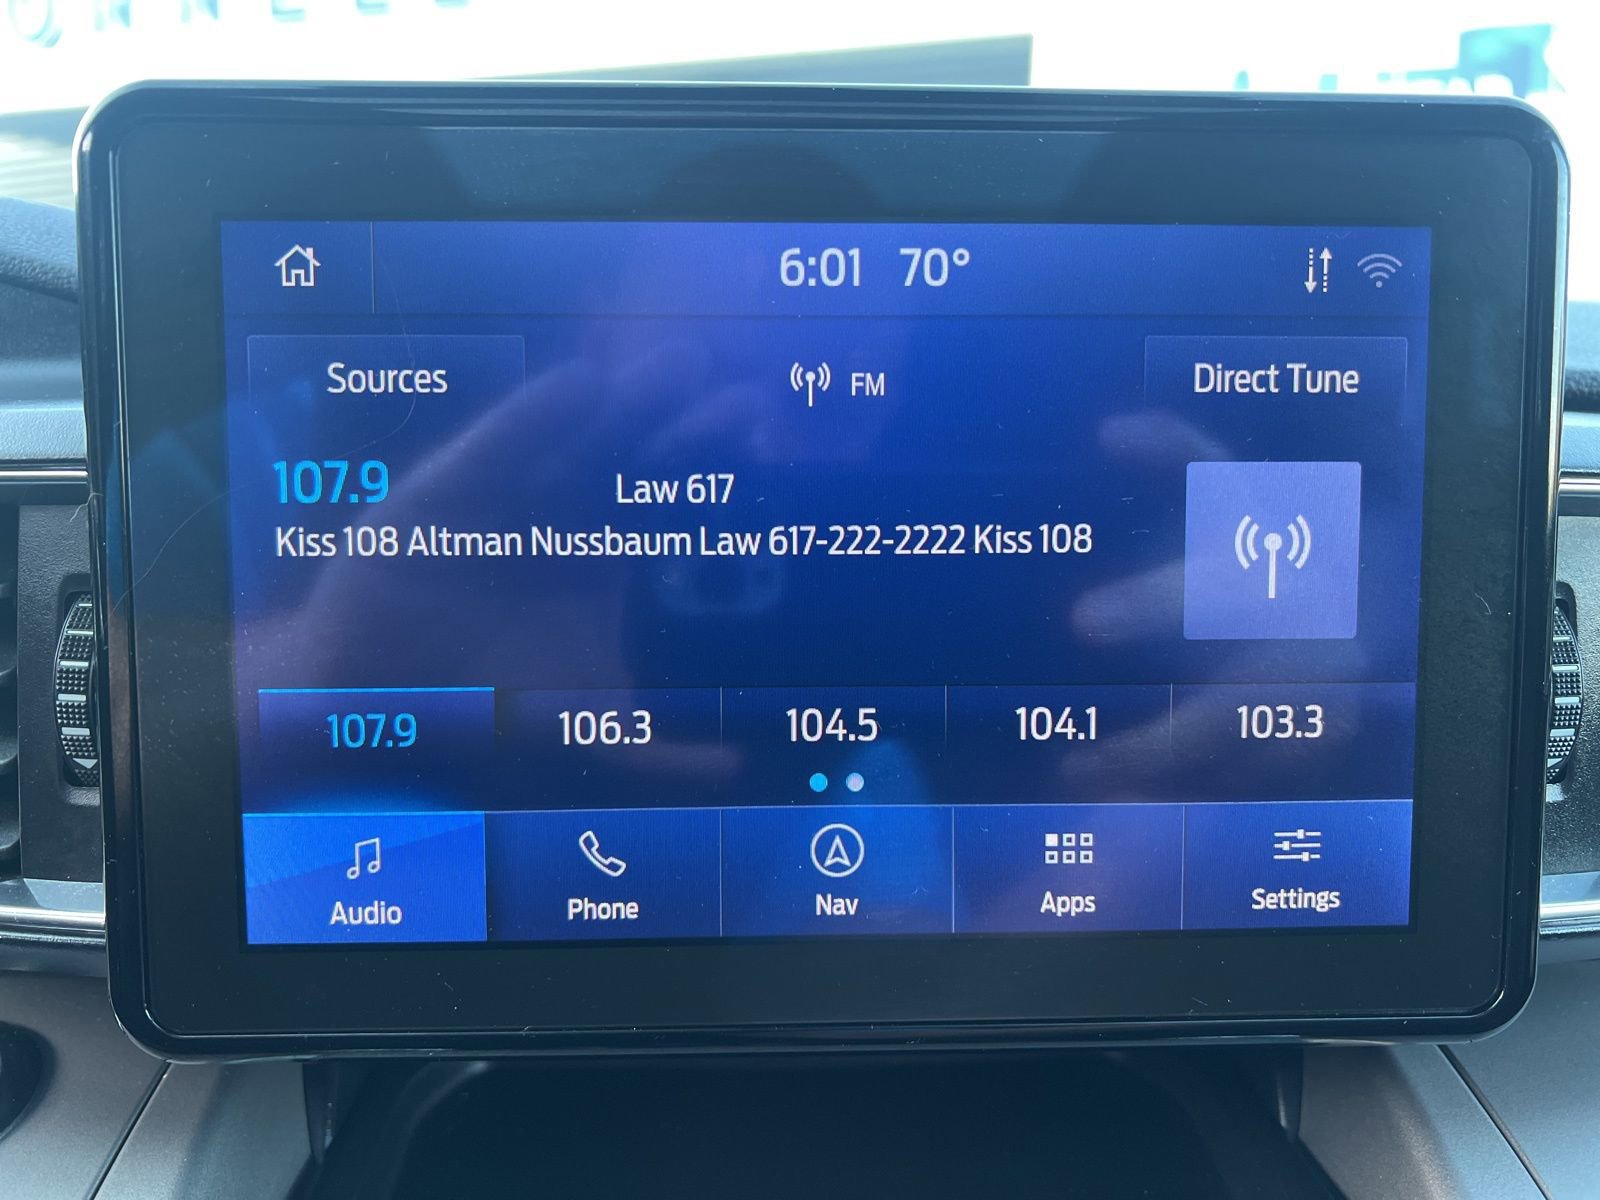 6:01 70°
Sources
FM
Direct Tune
107.9 Law 617
Kiss 108 Altman Nussbaum Law 617-222-2222 Kiss 108
107.9 106.3 104.5 104.1 103.3
Audio Phone Nav Apps Settings